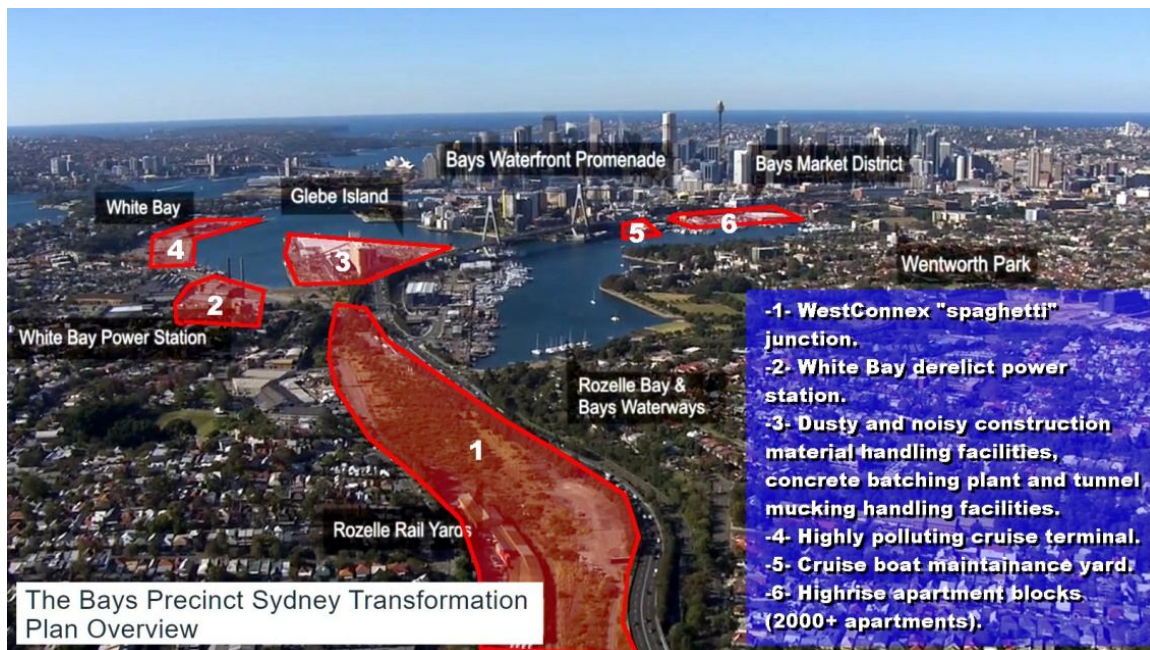 Bays Waterfront Promenade
Bays Market District
Glebe Island
White Bay
4
3
5
6
Wentworth Park
2
White Bay Power Station
Rozelle Bay &
Bays Waterways
1
Rozelle Rail Yards
-1- WestConnex "spaghetti"
junction.
-2- White Bay derelict power
station.
-3- Dusty and noisy construction
material handling facilities,
concrete batching plant and tunnel
mucking handling facilities.
-4- Highly polluting cruise terminal.
-5- Cruise boat maintainance yard.
-6- Highrise apartment blocks
(2000+ apartments).
The Bays Precinct Sydney Transformation
Plan Overview